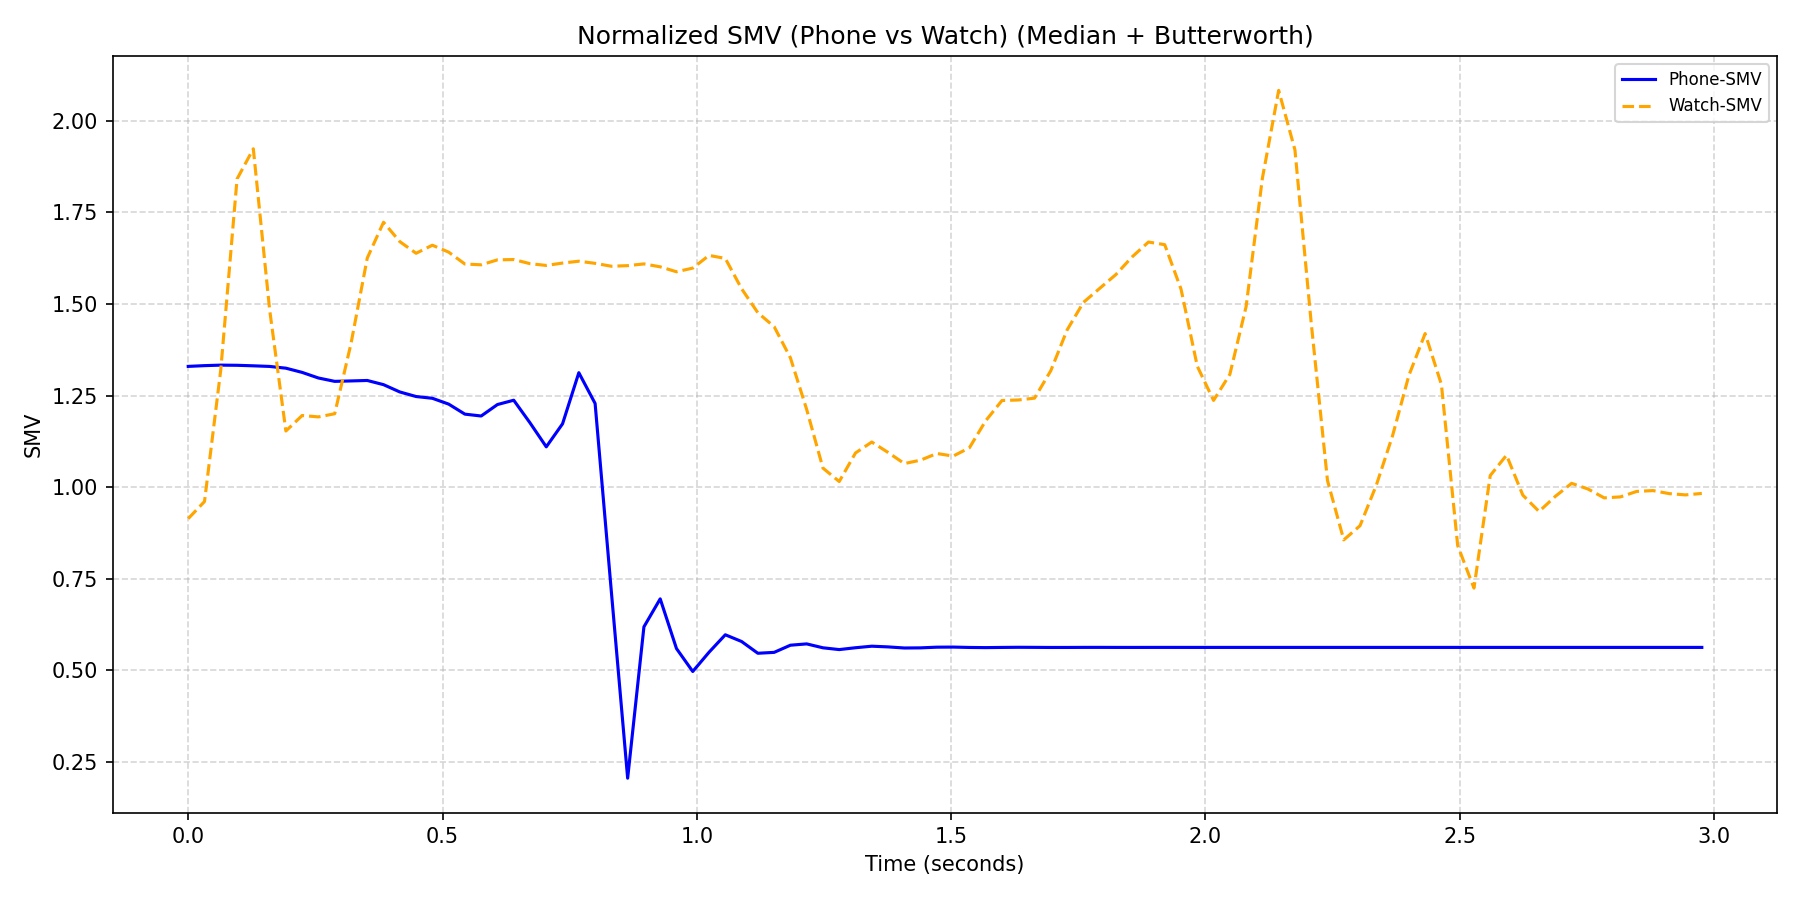 Normalized SMV (Phone vs Watch) (Median + Butterworth)
Phone-SMV
Watch-SMV
SMV
2.00
1.75
1.50
1.25
1.00
0.75
0.50
0.25
0.0 0.5 1.0 1.5 2.0 2.5 3.0
Time (seconds)